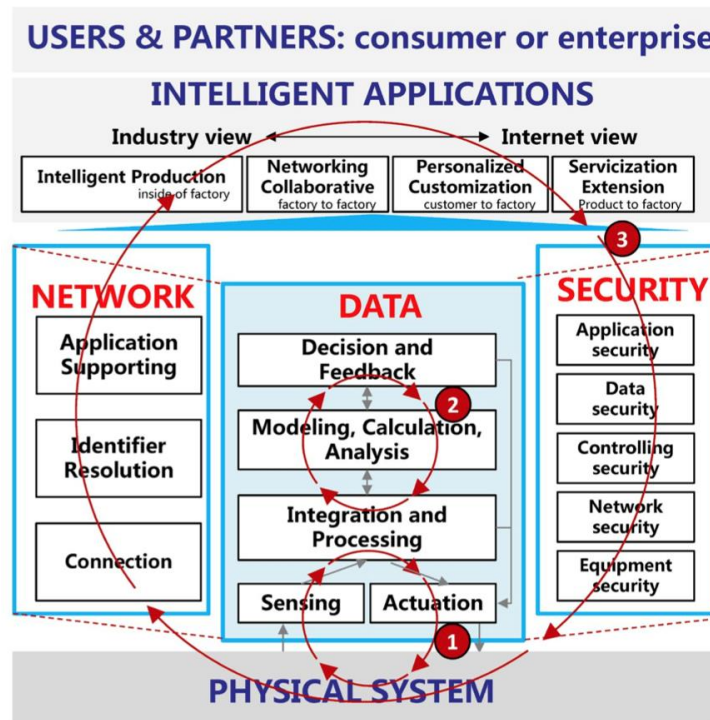 USERS & PARTNERS: consumer or enterprise
INTELLIGENT APPLICATIONS
Industry view
Internet view
Intelligent Production
inside of factory
Networking
Collaborative
factory to factory
Personalized
Customization
customer to factory
Servicization
Extension
Product to factory
3
NETWORK
Application
Supporting
Identifier
Resolution
Connection
DATA
Decision and
Feedback
2
Modeling, Calculation,
Analysis
Integration and
Processing
Sensing
Actuation
1
SECURITY
Application
security
Data
security
Controlling
security
Network
security
Equipment
security
PHYSICAL SYSTEM